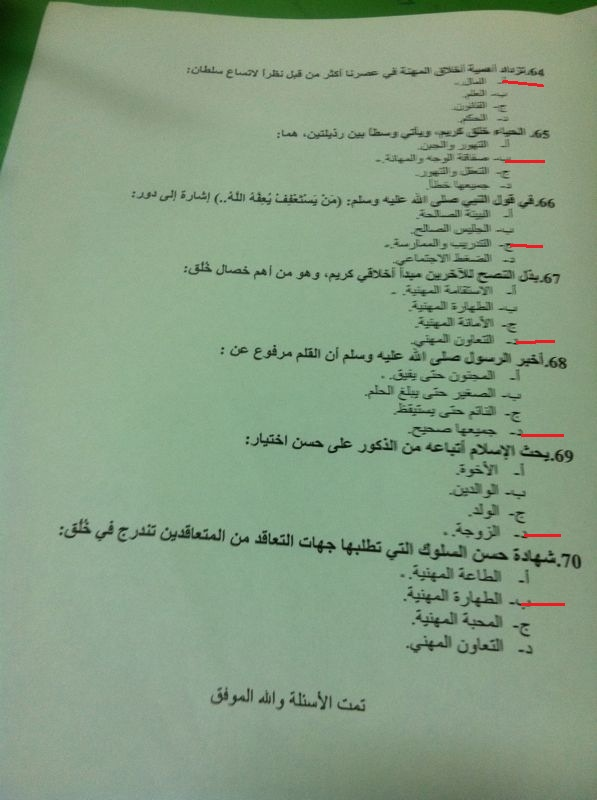 64.تزداد أهمية أخلاق المهنة في عصرنا أكثر من قبل نظراً لاتساع سلطان:
أ- المال.
ب- العلم.
ج- القانون.
د- الحكم.
65. الحياء خلق كريم، ويأتي وسطاً بين رذيلتين، هما:
أ- التهور والجبن.
ب- صفاقة الوجه والمهانة.
ج- التعقل والتهور.
د- جميعها خطأ.
66.في قول النبي صلى الله عليه وسلم: (مَنْ يَسْتَعْفِفْ يُعِفَّهُ اللَّهُ..) إشارة إلى دور:
أ- البيئة الصالحة.
ب- الجليس الصالح.
ج- التدريب والممارسة.
د- الضغط الاجتماعي.
67.بذل النصح للآخرين مبدأ أخلاقي كريم، وهو من أهم خصال خُلق:
أ- الاستقامة المهنية.
ب- الطهارة المهنية.
ج- الأمانة المهنية.
د- التعاون المهني.
68.أخبر الرسول صلى الله عليه وسلم أن القلم مرفوع عن :
أ- المجنون حتى يفيق.
ب- الصغير حتى يبلغ الحلم.
ج- النائم حتى يستيقظ.
د- جميعها صحيح.
69.يحث الإسلام أتباعه من الذكور على حسن اختيار:
أ- الأخوة.
ب- الوالدين.
ج- الولد.
د- الزوجة.
70.شهادة حسن السلوك التي تطلبها جهات التعاقد من المتعاقدين تندرج في خُلُق:
أ- الطاعة المهنية.
ب- الطهارة المهنية.
ج- المحبة المهنية.
د- التعاون المهني.
تمت الأسئلة والله الموفق